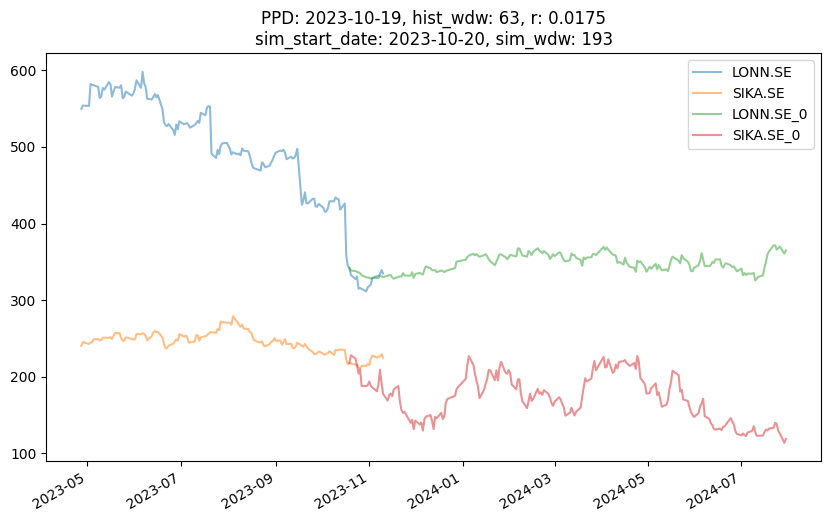 PPD: 2023-10-19, hist_wdw: 63, r: 0.0175
sim_start_date: 2023-10-20, sim_wdw: 193
LONN.SE
SIKA.SE
LONN.SE_0
SIKA.SE_0
600
500
400
300
200
100
2023-05
2023-07
2023-09
2023-11
2024-01
2024-03
2024-05
2024-07